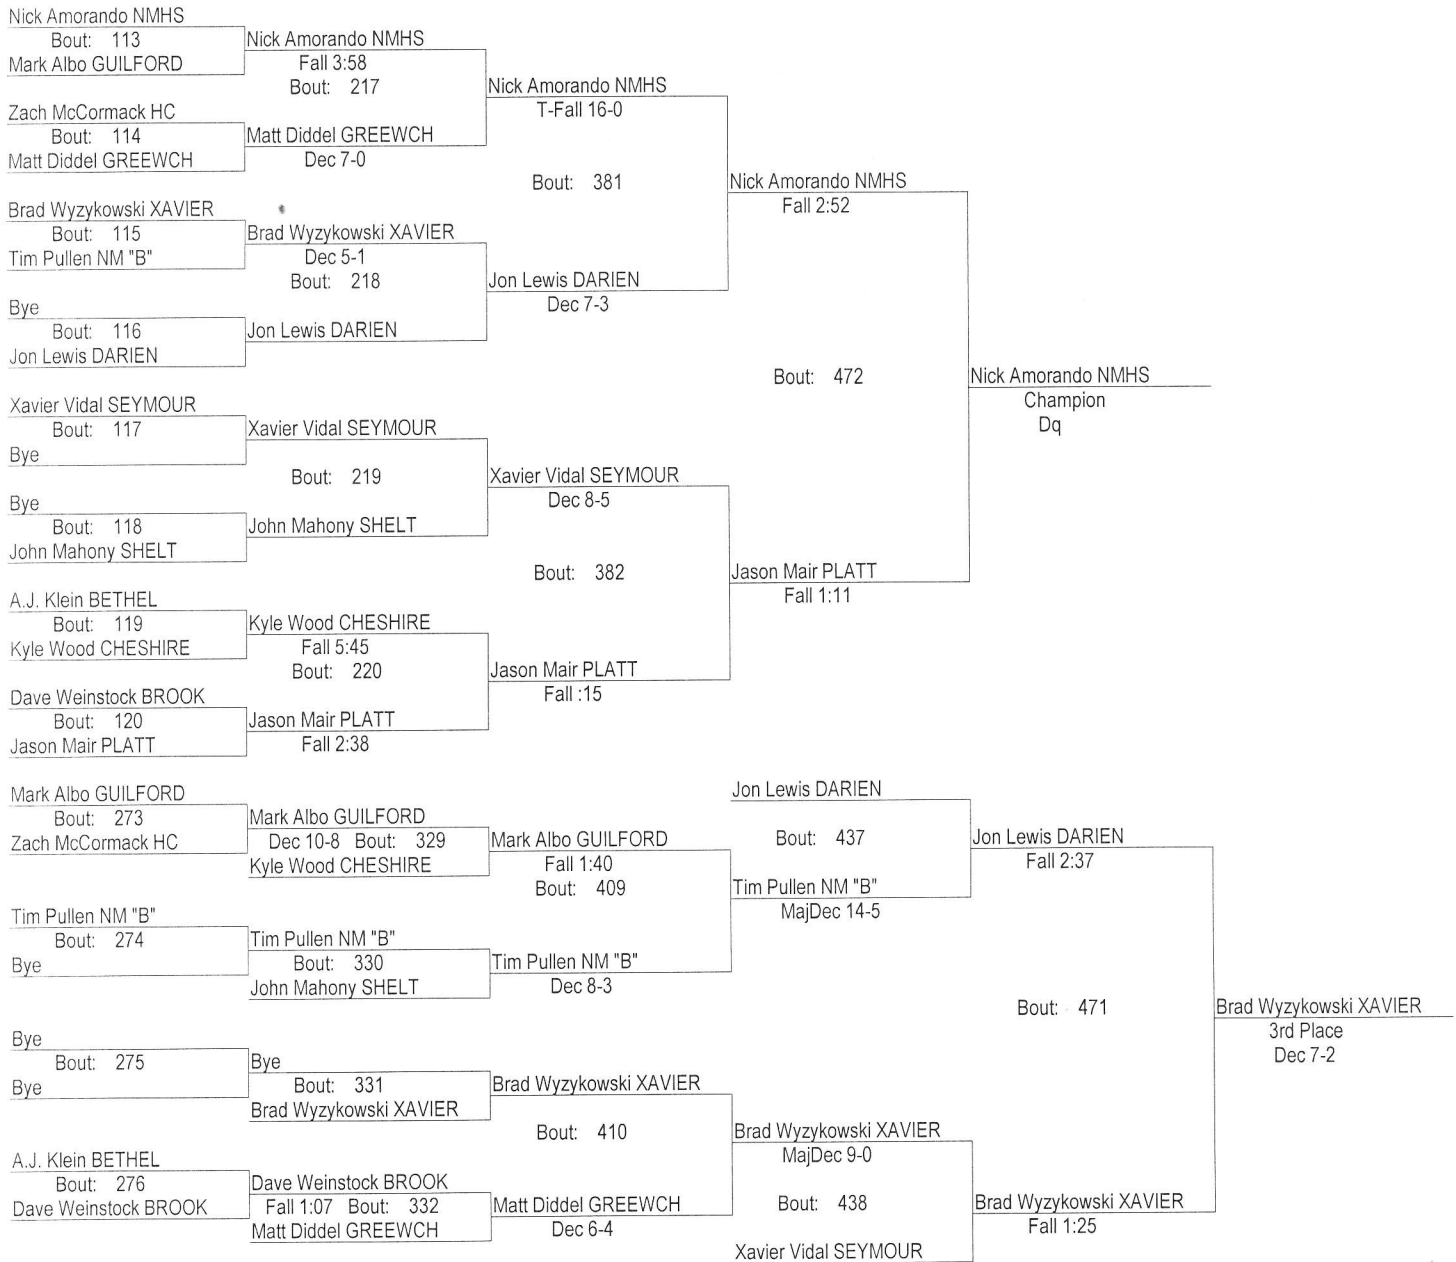 Nick Amorando NMHS
Bout: 113
Mark Albo GUILFORD
Nick Amorando NMHS
Fall 3:58
Bout: 217
Zach McCormack HC
Bout: 114
Matt Diddel GREEWCH
Matt Diddel GREEWCH
Dec 7-0
Nick Amorando NMHS
T-Fall 16-0
Bout: 381
Brad Wyzykowski XAVIER
Bout: 115
Tim Pullen NM "B"
Brad Wyzykowski XAVIER
Dec 5-1
Bout: 218
Bye
Bout: 116
Jon Lewis DARIEN
Jon Lewis DARIEN
Jon Lewis DARIEN
Dec 7-3
Nick Amorando NMHS
Fall 2:52
Bout: 472
Nick Amorando NMHS
Champion
Dq
Xavier Vidal SEYMOUR
Bout: 117
Bye
Xavier Vidal SEYMOUR
Bout: 219
Bye
Bout: 118
John Mahony SHELT
John Mahony SHELT
Xavier Vidal SEYMOUR
Dec 8-5
Bout: 382
A.J. Klein BETHEL
Bout: 119
Kyle Wood CHESHIRE
Kyle Wood CHESHIRE
Fall 5:45
Bout: 220
Dave Weinstock BROOK
Bout: 120
Jason Mair PLATT
Jason Mair PLATT
Fall 2:38
Jason Mair PLATT
Fall :15
Jason Mair PLATT
Fall 1:11
Mark Albo GUILFORD
Bout: 273
Zach McCormack HC
Mark Albo GUILFORD
Dec 10-8 Bout: 329
Kyle Wood CHESHIRE
Mark Albo GUILFORD
Fall 1:40
Bout: 409
Tim Pullen NM "B"
Bout: 274
Bye
Tim Pullen NM "B"
Bout: 330
John Mahony SHELT
Tim Pullen NM "B"
Dec 8-3
Jon Lewis DARIEN
Bout: 437
Tim Pullen NM "B"
MajDec 14-5
Jon Lewis DARIEN
Fall 2:37
Bout: 471
Brad Wyzykowski XAVIER
3rd Place
Dec 7-2
Bye
Bout: 275
Bye
Bye
Bout: 331
Brad Wyzykowski XAVIER
Brad Wyzykowski XAVIER
Bout: 410
A.J. Klein BETHEL
Bout: 276
Dave Weinstock BROOK
Dave Weinstock BROOK
Fall 1:07 Bout: 332
Matt Diddel GREEWCH
Matt Diddel GREEWCH
Dec 6-4
Brad Wyzykowski XAVIER
MajDec 9-0
Bout: 438
Xavier Vidal SEYMOUR
Brad Wyzykowski XAVIER
Fall 1:25